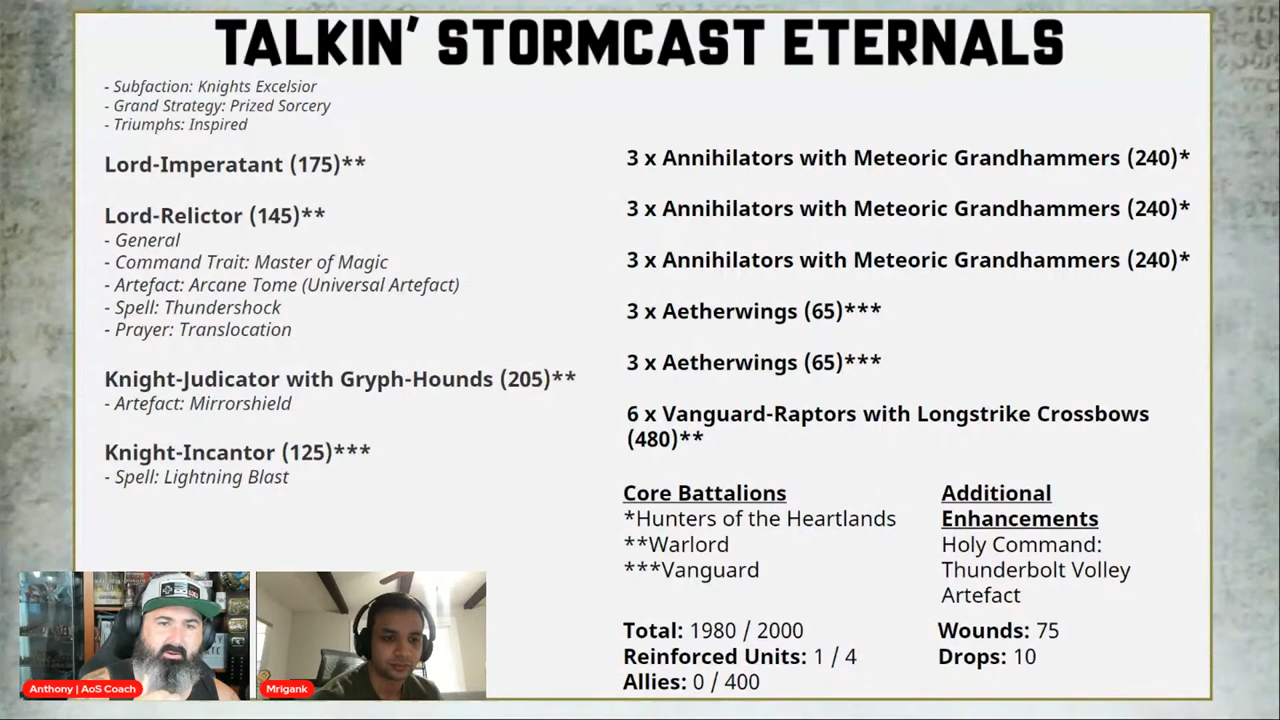 TALKIN' STORMCAST ETERNALS
- Subfaction: Knights Excelsior
- Grand Strategy: Prized Sorcery
- Triumphs: Inspired
Lord-Imperatant (175)**
Lord-Relictor (145)**
- General
- Command Trait: Master of Magic
- Artefact: Arcane Tome (Universal Artefact)
- Spell: Thundershock
- Prayer: Translocation
Knight-Judicator with Gryph-Hounds (205)**
- Artefact: Mirrorshield
Knight-Incantor (125)***
- Spell: Lightning Blast
3 x Annihilators with Meteoric Grandhammers (240)*
3 x Annihilators with Meteoric Grandhammers (240)*
3 x Annihilators with Meteoric Grandhammers (240)*
3 x Aetherwings (65)***
3 x Aetherwings (65)***
6 x Vanguard-Raptors with Longstrike Crossbows
(480)**
Core Battalions
*Hunters of the Heartlands
**Warlord
***Vanguard
Additional
Enhancements
Holy Command:
Thunderbolt Volley
Artefact
Total: 1980 / 2000
Reinforced Units: 1 / 4
Allies: 0 / 400
Wounds: 75
Drops: 10
Anthony | AoS Coach
Mrigank